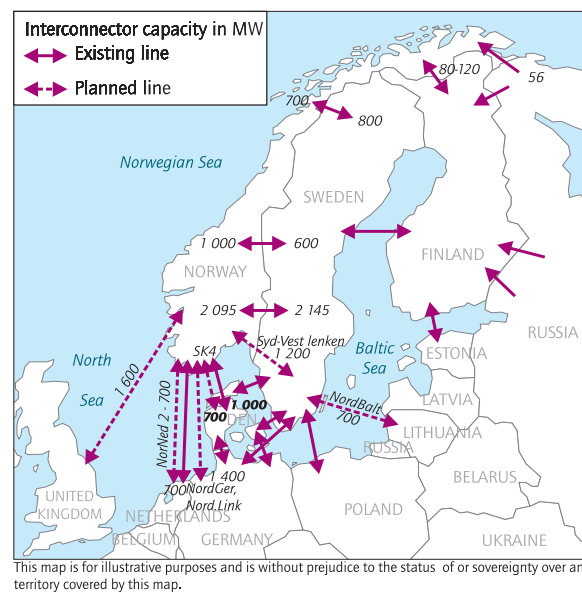 Interconnector capacity in MW
Existing line
Planned line
80-120
56
700
800
Norwegian Sea
SWEDEN
1 000
600
FINLAND
NORWAY
2 095
2 145
RUSSIA
SK4
Syd-Vest lenken
1 200
Baltic
Sea
ESTONIA
North
Sea
1 600
NorNed 2 - 700
1 000
700
DEN
NordBalt
700
LATVIA
LITHUANIA
RUSSIA
1 400
BELARUS
700
NordGer,
Nord.Link
UNITED
KINGDOM
NETHERLANDS
POLAND
BELGIUM
GERMANY
UKRAINE
This map is for illustrative purposes and is without prejudice to the status of or sovereignty over an
territory covered by this map.